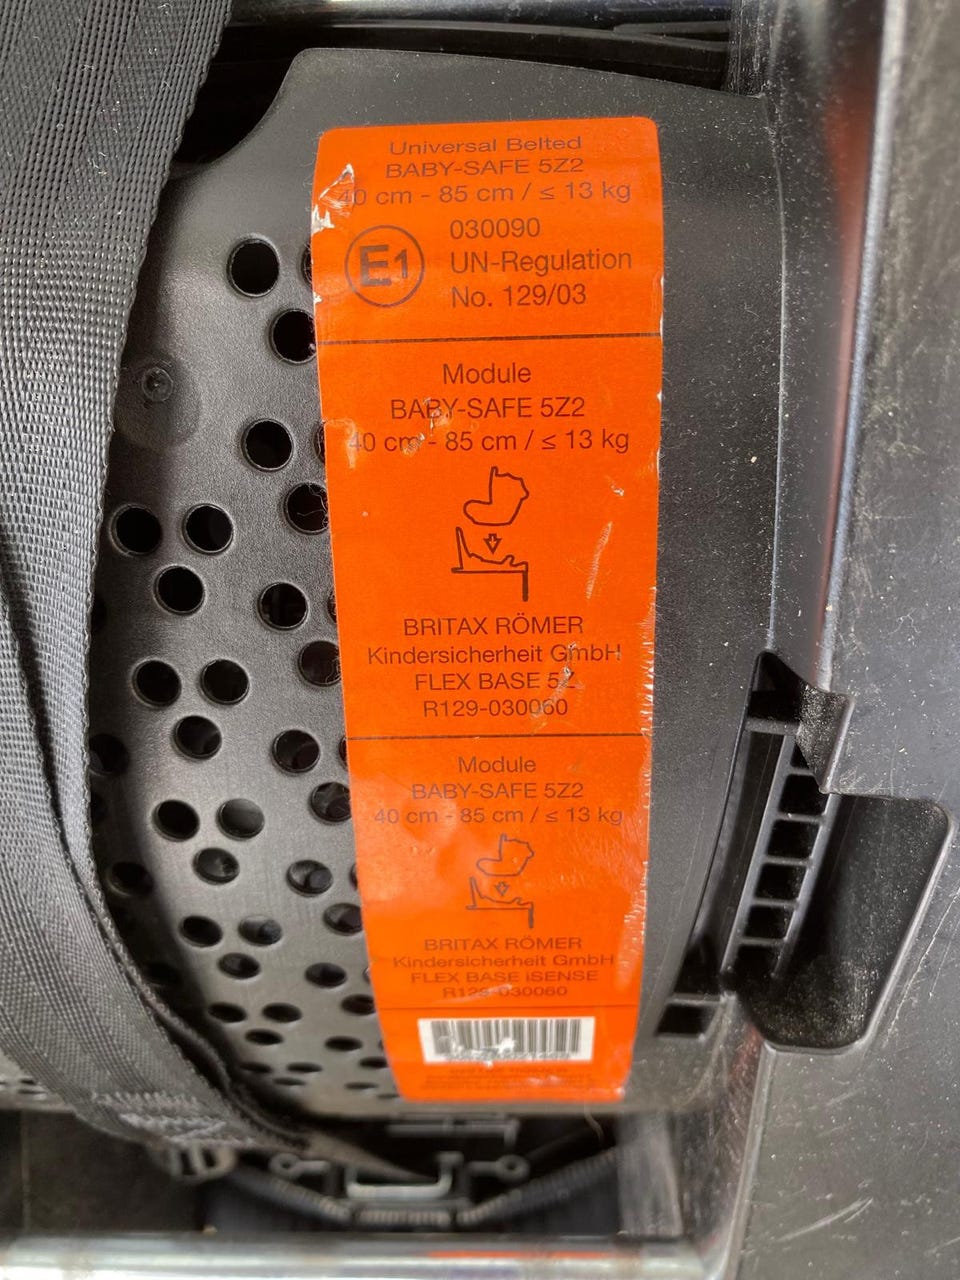 Universal Belted
BABY-SAFE 5Z2
40 cm - 85 cm / ≤ 13 kg
E1
030090
UN-Regulation
No. 129/03
Module
BABY-SAFE 5Z2
40 cm - 85 cm / ≤ 13 kg
BRITAX RÖMER
Kindersicherheit GmbH
FLEX BASE 5Z
R129-030060
Module
BABY-SAFE 5Z2
40 cm - 85 cm / ≤ 13 kg
BRITAX RÖMER
Kindersicherheit GmbH
FLEX BASE iSENSE
R129-030060